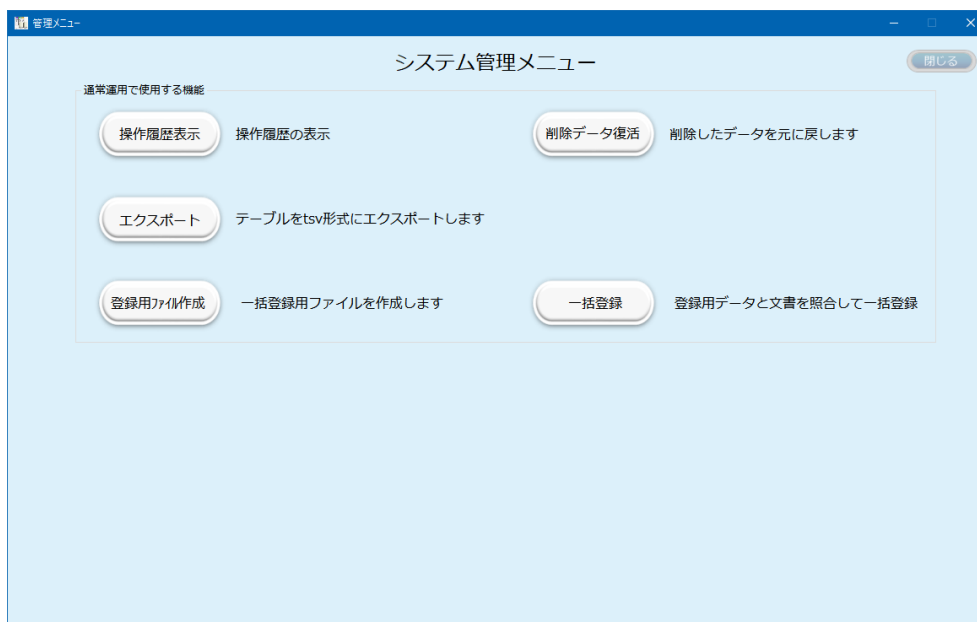 管理メニュー
システム管理メニュー
閉じる
通常運用で使用する機能
操作履歴表示 操作履歴の表示 削除データ復活 削除したデータを元に戻します
エクスポート テーブルをtsv形式にエクスポートします
登録用ﾌｧｲﾙ作成 一括登録用ファイルを作成します 一括登録 登録用データと文書を照合して一括登録